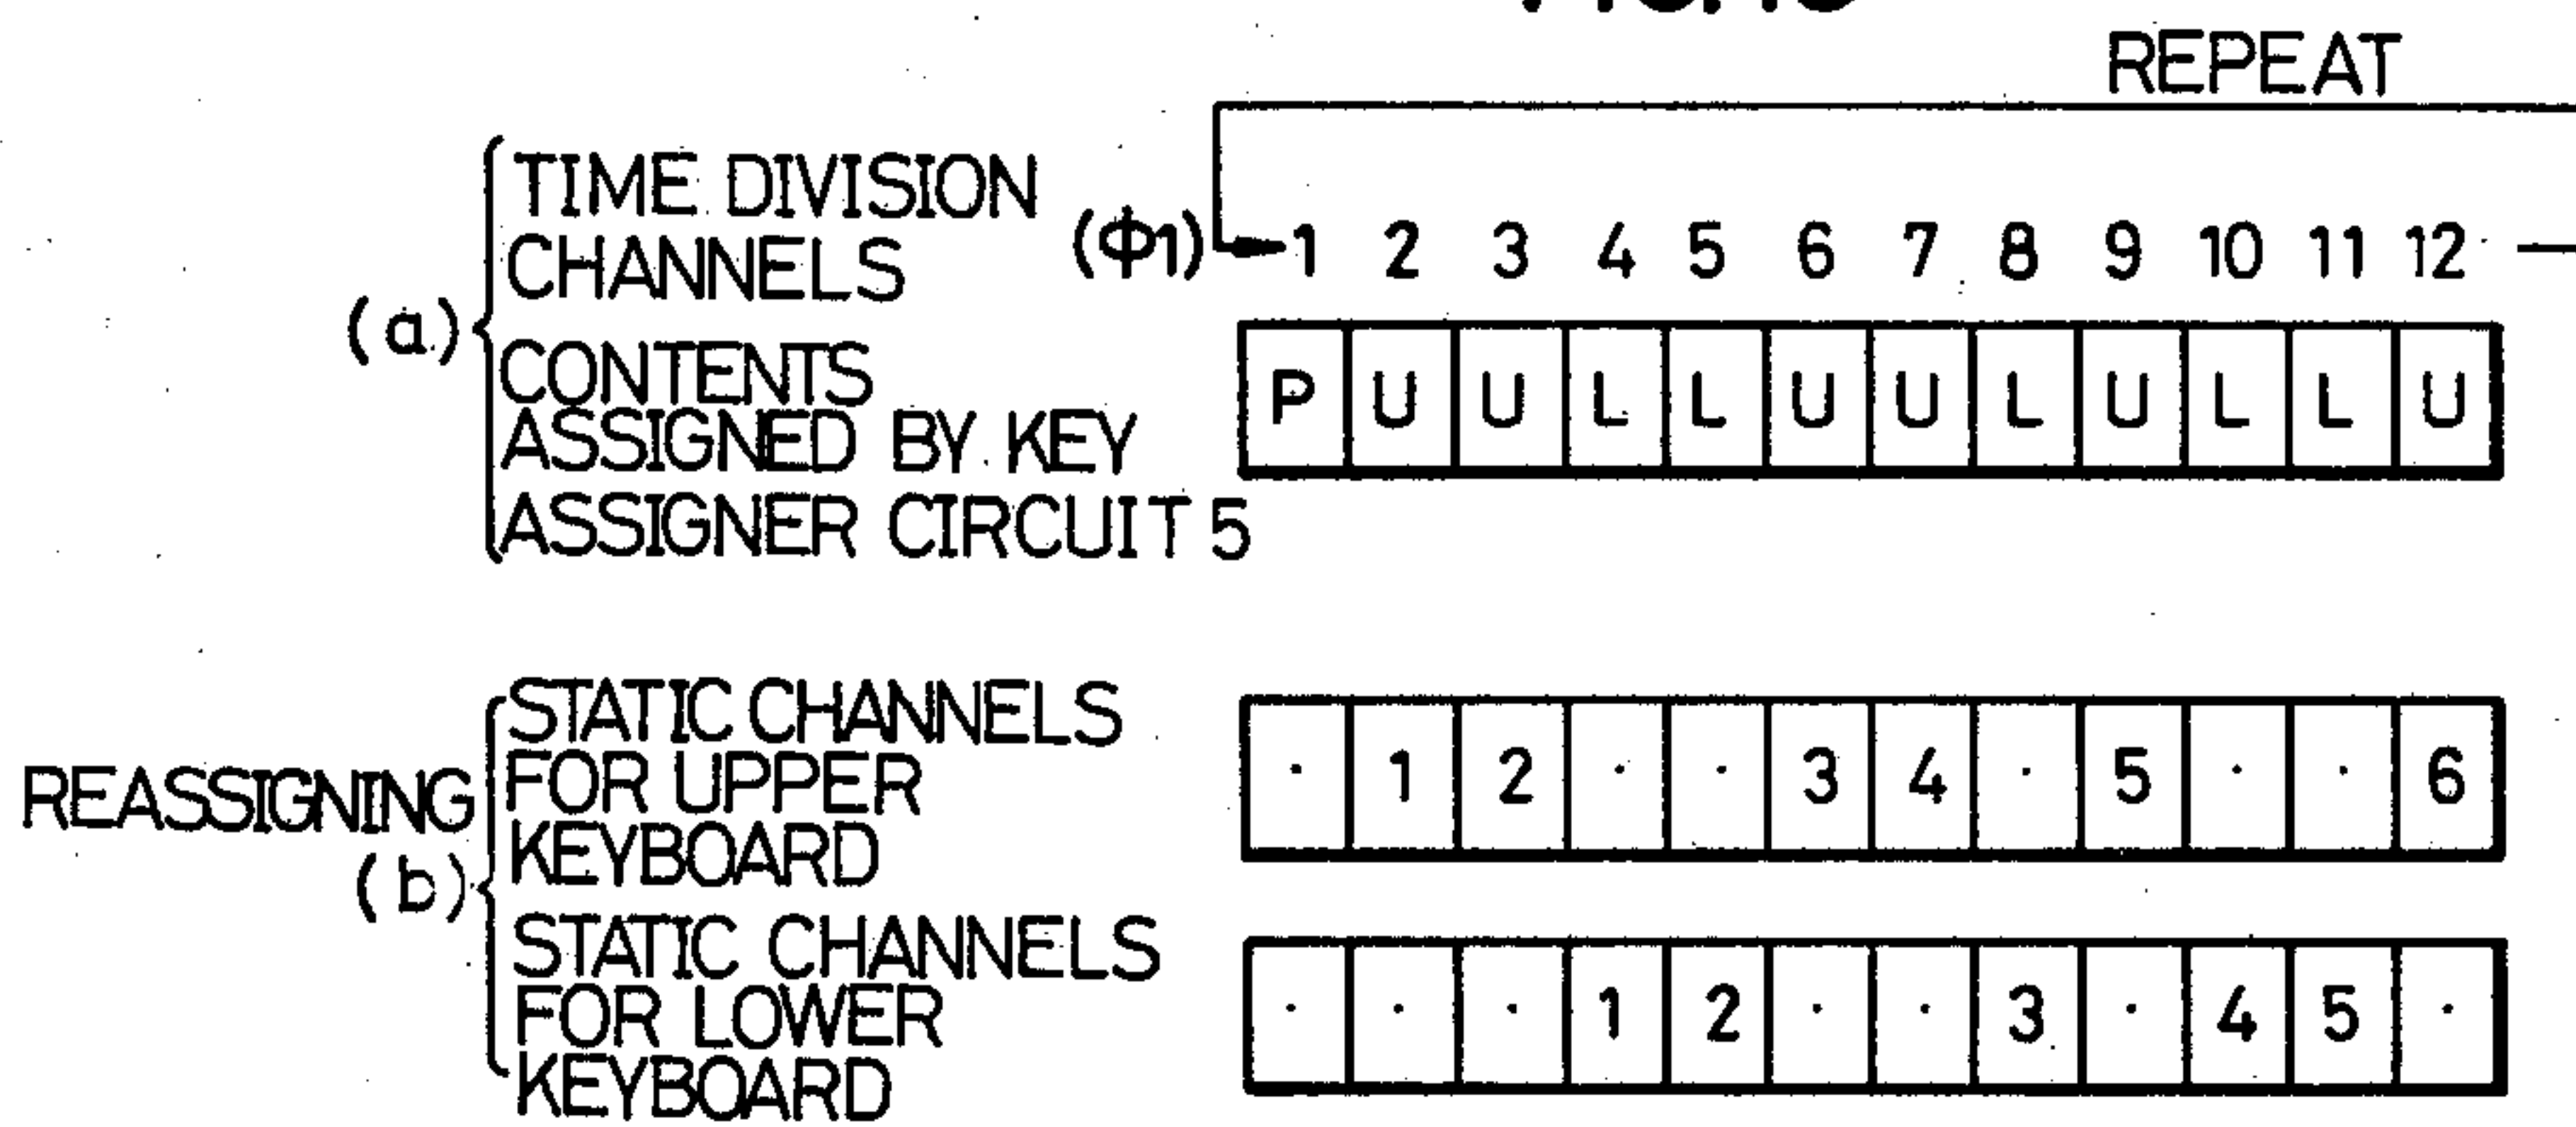 REPEAT
(a)
TIME DIVISION
CHANNELS
(Φ1) 1 2 3 4 5 6 7 8 9 10 11 12
CONTENTS
ASSIGNED BY KEY
ASSIGNER CIRCUIT 5
P U U L L U U L U L L U
REASSIGNING
(b)
STATIC CHANNELS
FOR UPPER
KEYBOARD
· 1 2 · · 3 4 · 5 · · 6
STATIC CHANNELS
FOR LOWER
KEYBOARD
· · · 1 2 · · 3 · 4 5 ·